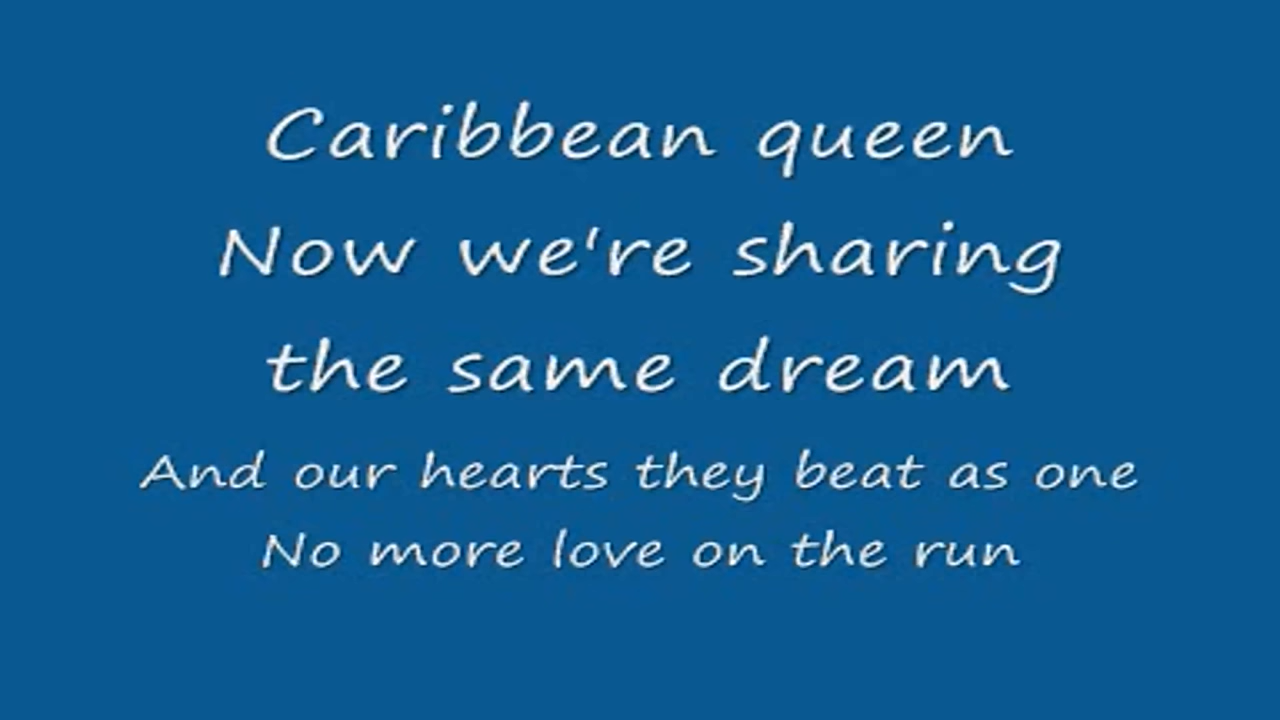 Caribbean queen
Now we're sharing
the same dream
And our hearts they beat as one
No more love on the run